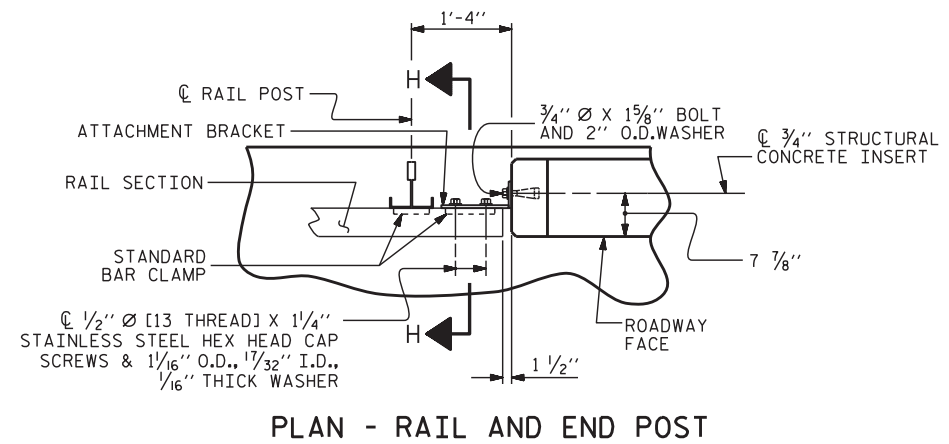 1'-4"
H
℄ RAIL POST
ATTACHMENT BRACKET
RAIL SECTION
STANDARD
BAR CLAMP
¾" Ø X 1⅝" BOLT
AND 2" O.D.WASHER
℄ ¾" STRUCTURAL
CONCRETE INSERT
7 ⅞"
ROADWAY
FACE
℄ ½" Ø [13 THREAD] X 1¼"
STAINLESS STEEL HEX HEAD CAP
SCREWS & 1 1/16" O.D., 17/32" I.D.,
1/16" THICK WASHER
H
1 ½"
PLAN - RAIL AND END POST